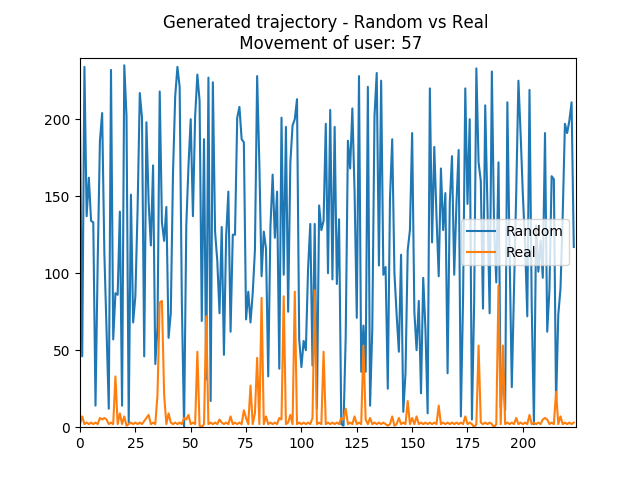 Generated trajectory - Random vs Real
Movement of user: 57
200
150
100
50
0
Random
Real
0 25 50 75 100 125 150 175 200